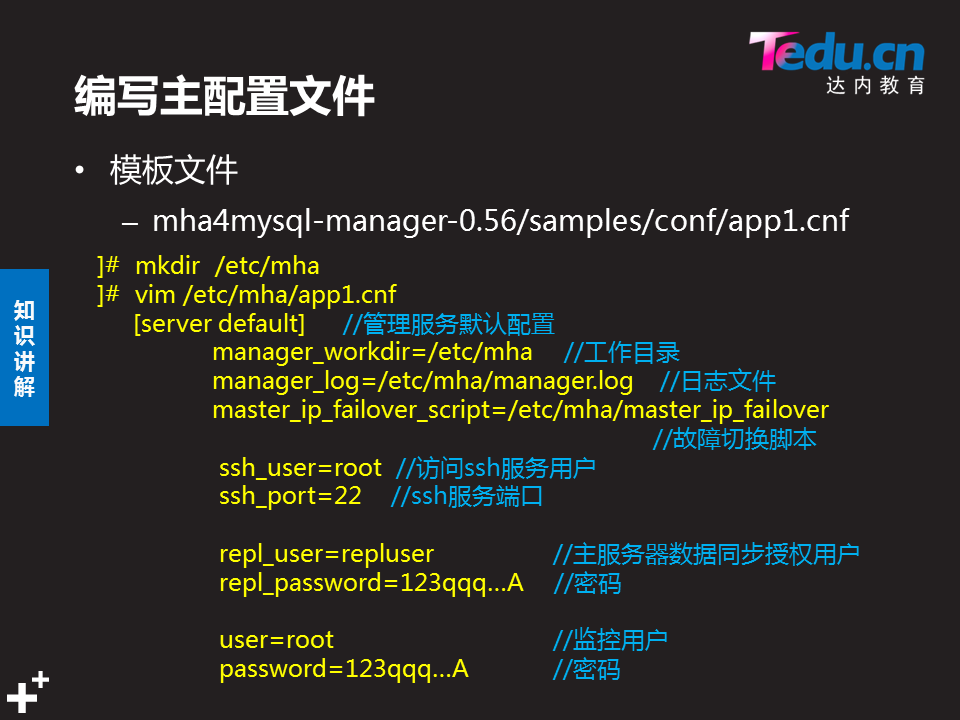 Tedu.cn
达内教育
编写主配置文件
• 模板文件
– mha4mysql-manager-0.56/samples/conf/app1.cnf
]# mkdir /etc/mha
]# vim /etc/mha/app1.cnf
[server default] //管理服务默认配置
manager_workdir=/etc/mha //工作目录
manager_log=/etc/mha/manager.log //日志文件
master_ip_failover_script=/etc/mha/master_ip_failover
//故障切换脚本
ssh_user=root //访问ssh服务用户
ssh_port=22 //ssh服务端口
repl_user=repluser //主服务器数据同步授权用户
repl_password=123qqq…A //密码
user=root //监控用户
password=123qqq…A //密码
知识讲解